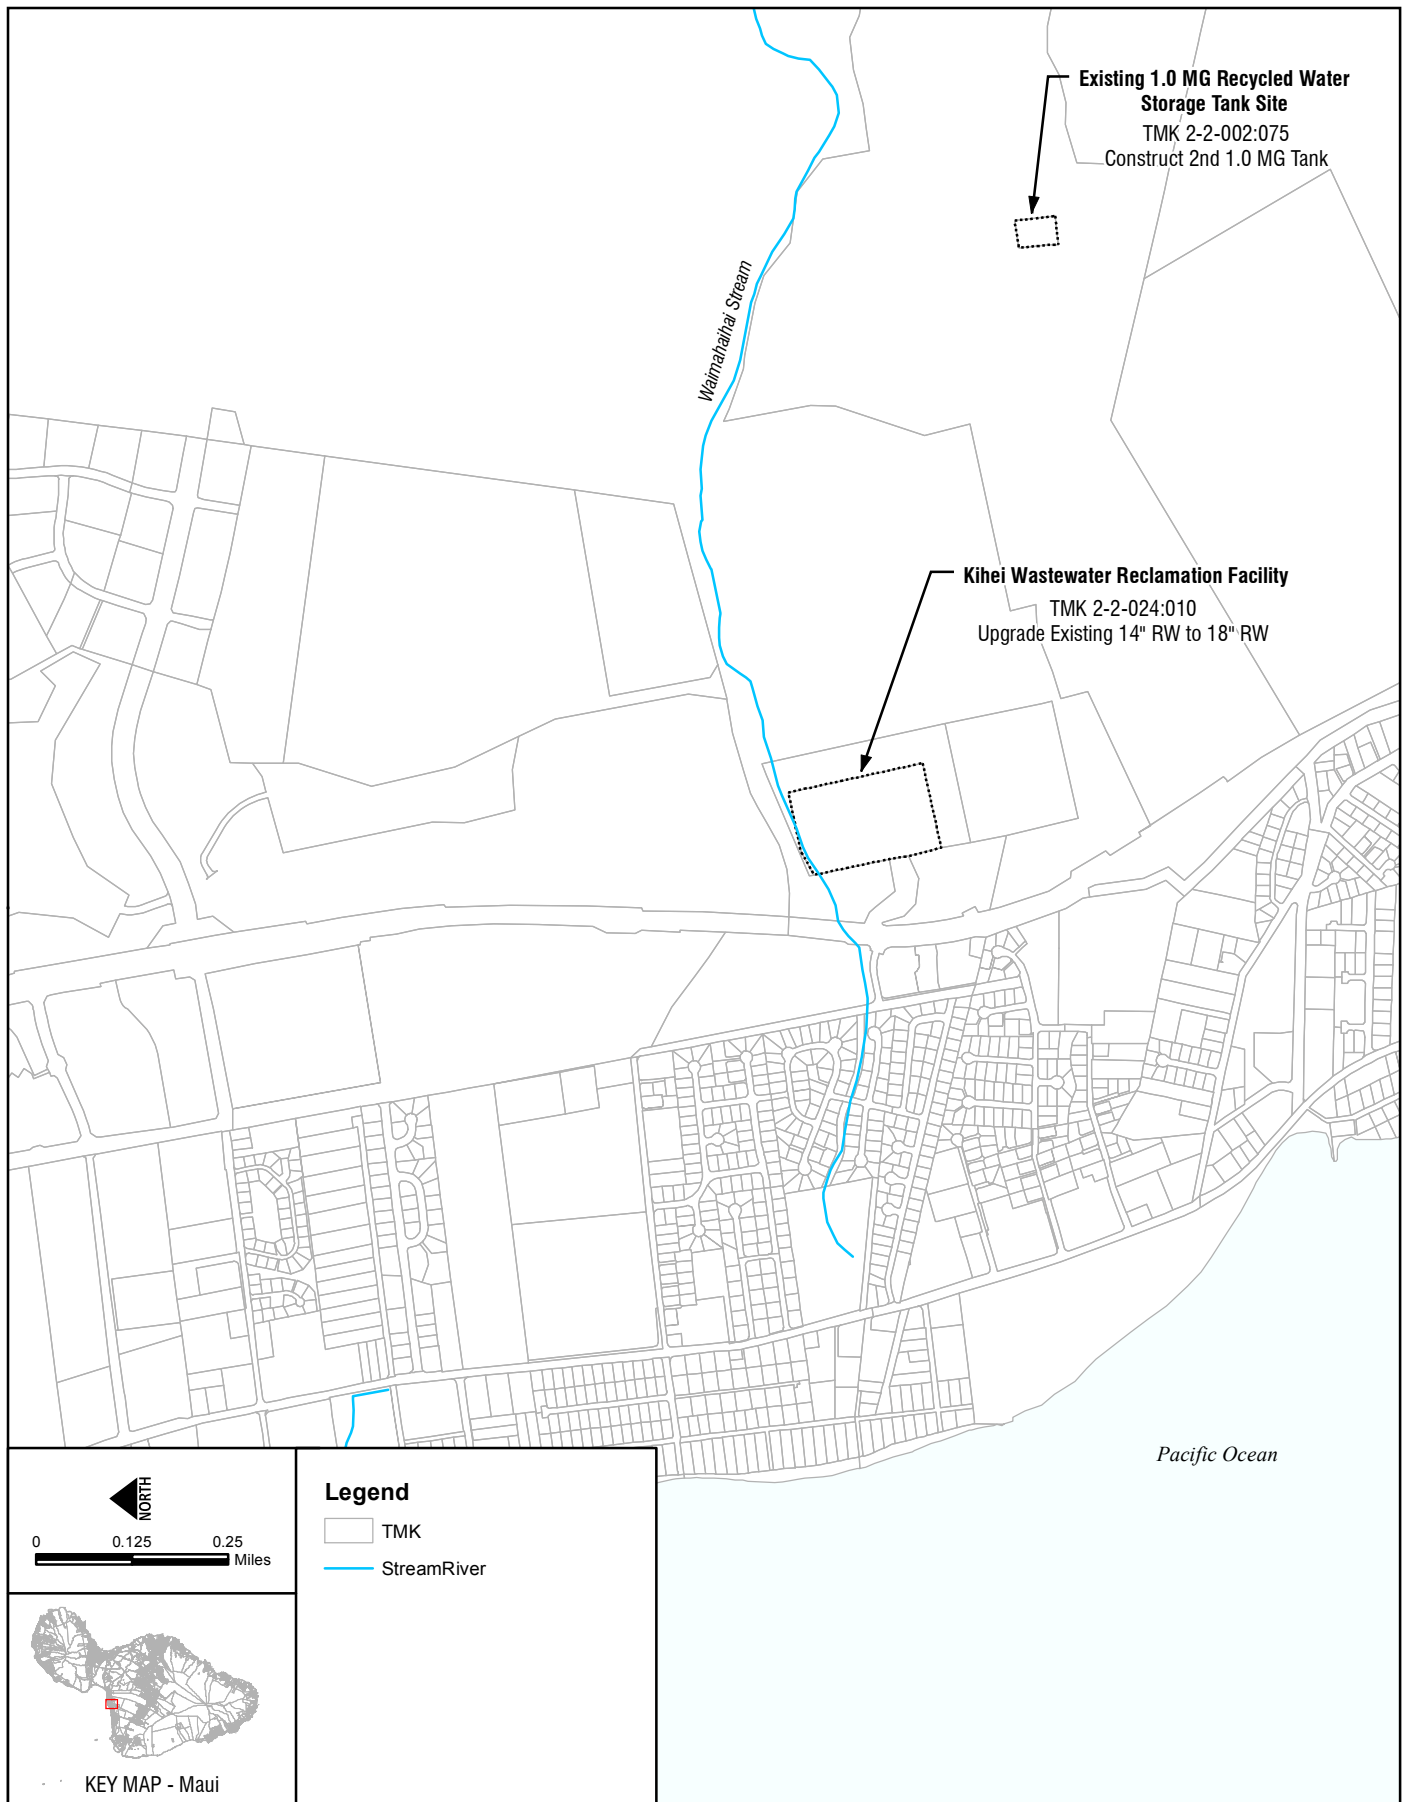 Existing 1.0 MG Recycled Water
Storage Tank Site
TMK 2-2-002:075
Construct 2nd 1.0 MG Tank
Waimahaihai Stream
Kihei Wastewater Reclamation Facility
TMK 2-2-024:010
Upgrade Existing 14" RW to 18" RW
Pacific Ocean
NORTH
0 0.125 0.25
Miles
Legend
TMK
StreamRiver
KEY MAP - Maui